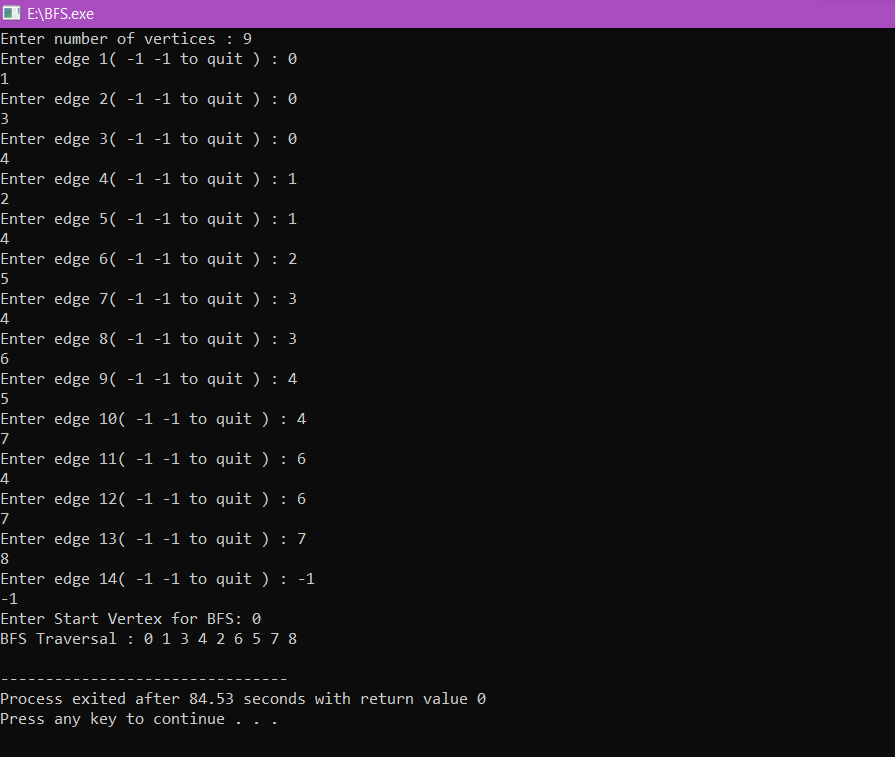 E:\BFS.exe
Enter number of vertices : 9
Enter edge 1( -1 -1 to quit ) : 0
1
Enter edge 2( -1 -1 to quit ) : 0
3
Enter edge 3( -1 -1 to quit ) : 0
4
Enter edge 4( -1 -1 to quit ) : 1
2
Enter edge 5( -1 -1 to quit ) : 1
4
Enter edge 6( -1 -1 to quit ) : 2
5
Enter edge 7( -1 -1 to quit ) : 3
4
Enter edge 8( -1 -1 to quit ) : 3
6
Enter edge 9( -1 -1 to quit ) : 4
5
Enter edge 10( -1 -1 to quit ) : 4
7
Enter edge 11( -1 -1 to quit ) : 6
4
Enter edge 12( -1 -1 to quit ) : 6
7
Enter edge 13( -1 -1 to quit ) : 7
8
Enter edge 14( -1 -1 to quit ) : -1
-1
Enter Start Vertex for BFS: 0
BFS Traversal : 0 1 3 4 2 6 5 7 8
--------------------------------
Process exited after 84.53 seconds with return value 0
Press any key to continue . . .